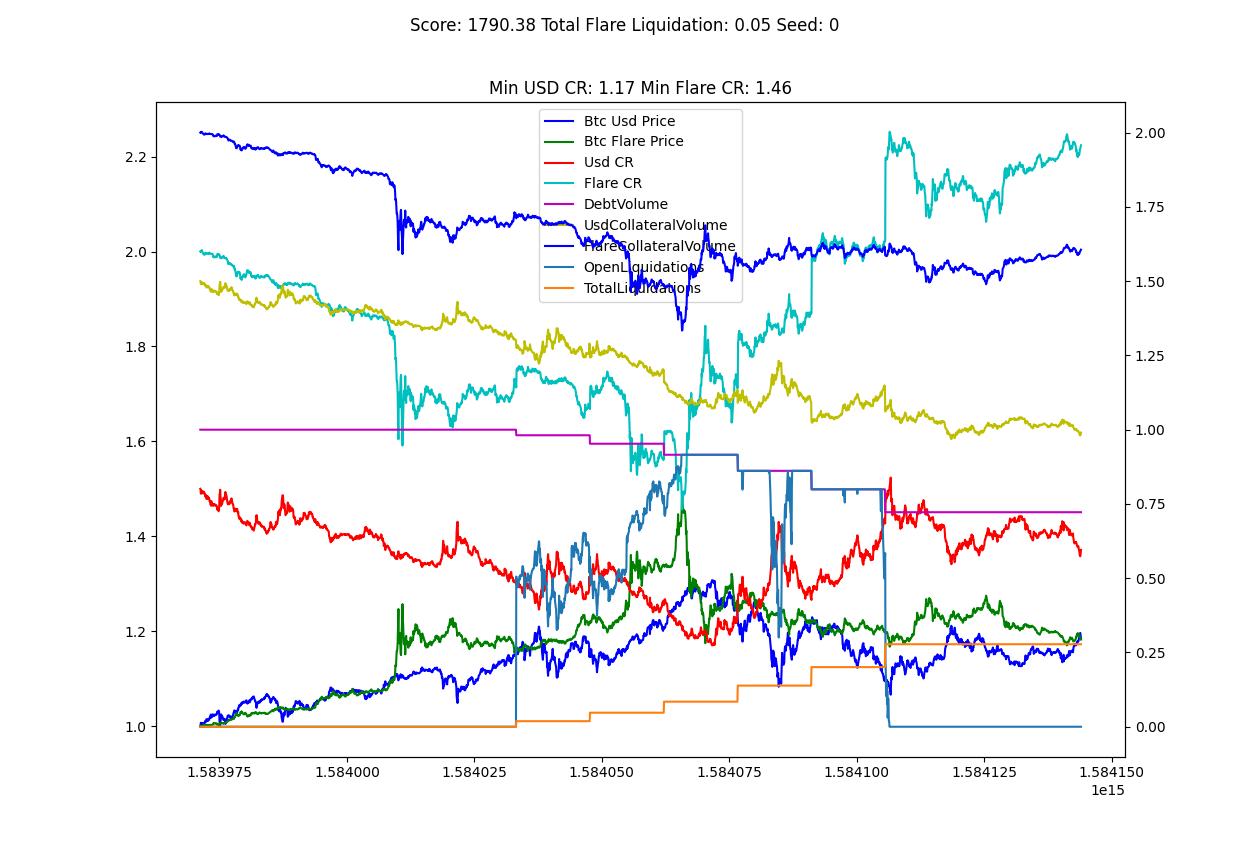 Score: 1790.38 Total Flare Liquidation: 0.05 Seed: 0
Min USD CR: 1.17 Min Flare CR: 1.46
Btc Usd Price
Btc Flare Price
Usd CR
Flare CR
DebtVolume
UsdCollateralVolume
FlareCollateralVolume
OpenLiquidations
TotalLiquidations
2.2
2.0
1.8
1.6
1.4
1.2
1.0
2.00
1.75
1.50
1.25
1.00
0.75
0.50
0.25
0.00
1.583975 1.584000 1.584025 1.584050 1.584075 1.584100 1.584125 1.584150
1e15